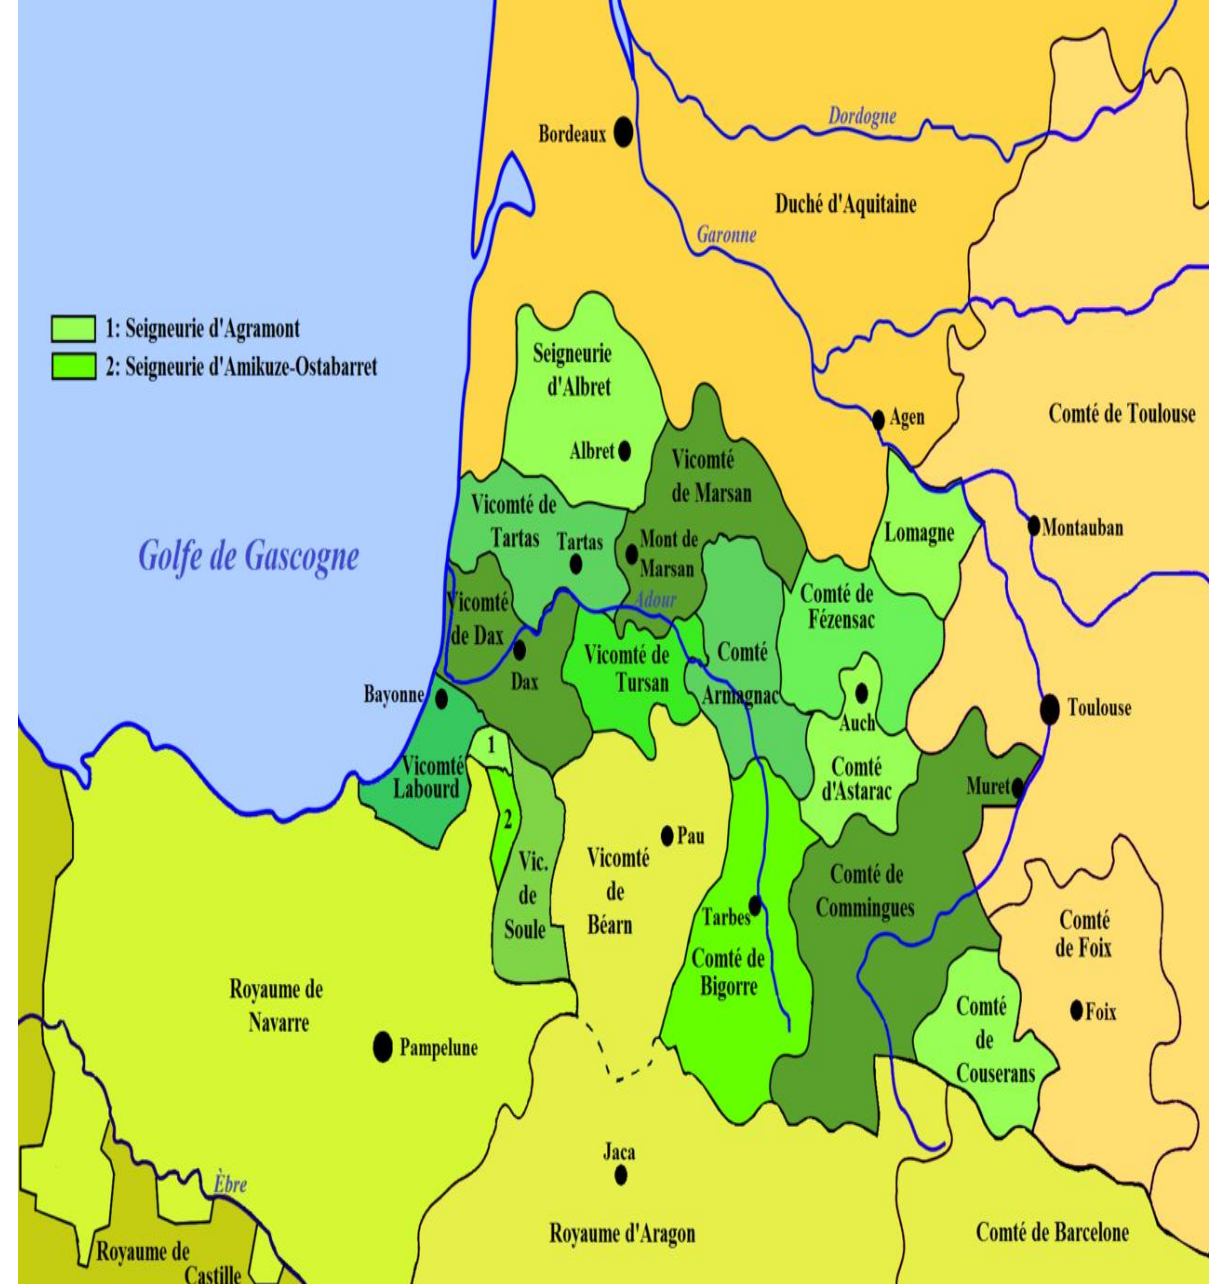 Dordogne
Bordeaux
Duché d'Aquitaine
Garonne
1: Seigneurie d'Agramont
2: Seigneurie d'Amikuze-Ostabarret
Seigneurie
d'Albret
Albret
Agen
Comté de Toulouse
Vicomté
de Marsan
Vicomté de
Tartas
Tartas
Mont de
Marsan
Lomagne
Montauban
Golfe de Gascogne
Vicomté
de Dax
Adour
Comté de
Fézensac
Vicomté de
Tursan
Comté
Armagnac
Dax
Bayonne
Auch
Toulouse
1
Vicomté
Labourd
Comté
d'Astarac
Muret
2
Pau
Vic.
de
Soule
Vicomté
de
Béarn
Comté de
Commingues
Tarbes
Comté de
Bigorre
Comté
de Foix
Foix
Royaume de
Navarre
Pampelune
Comté
de
Couserans
Jaca
Èbre
Royaume d'Aragon
Comté de Barcelone
Royaume de
Castille